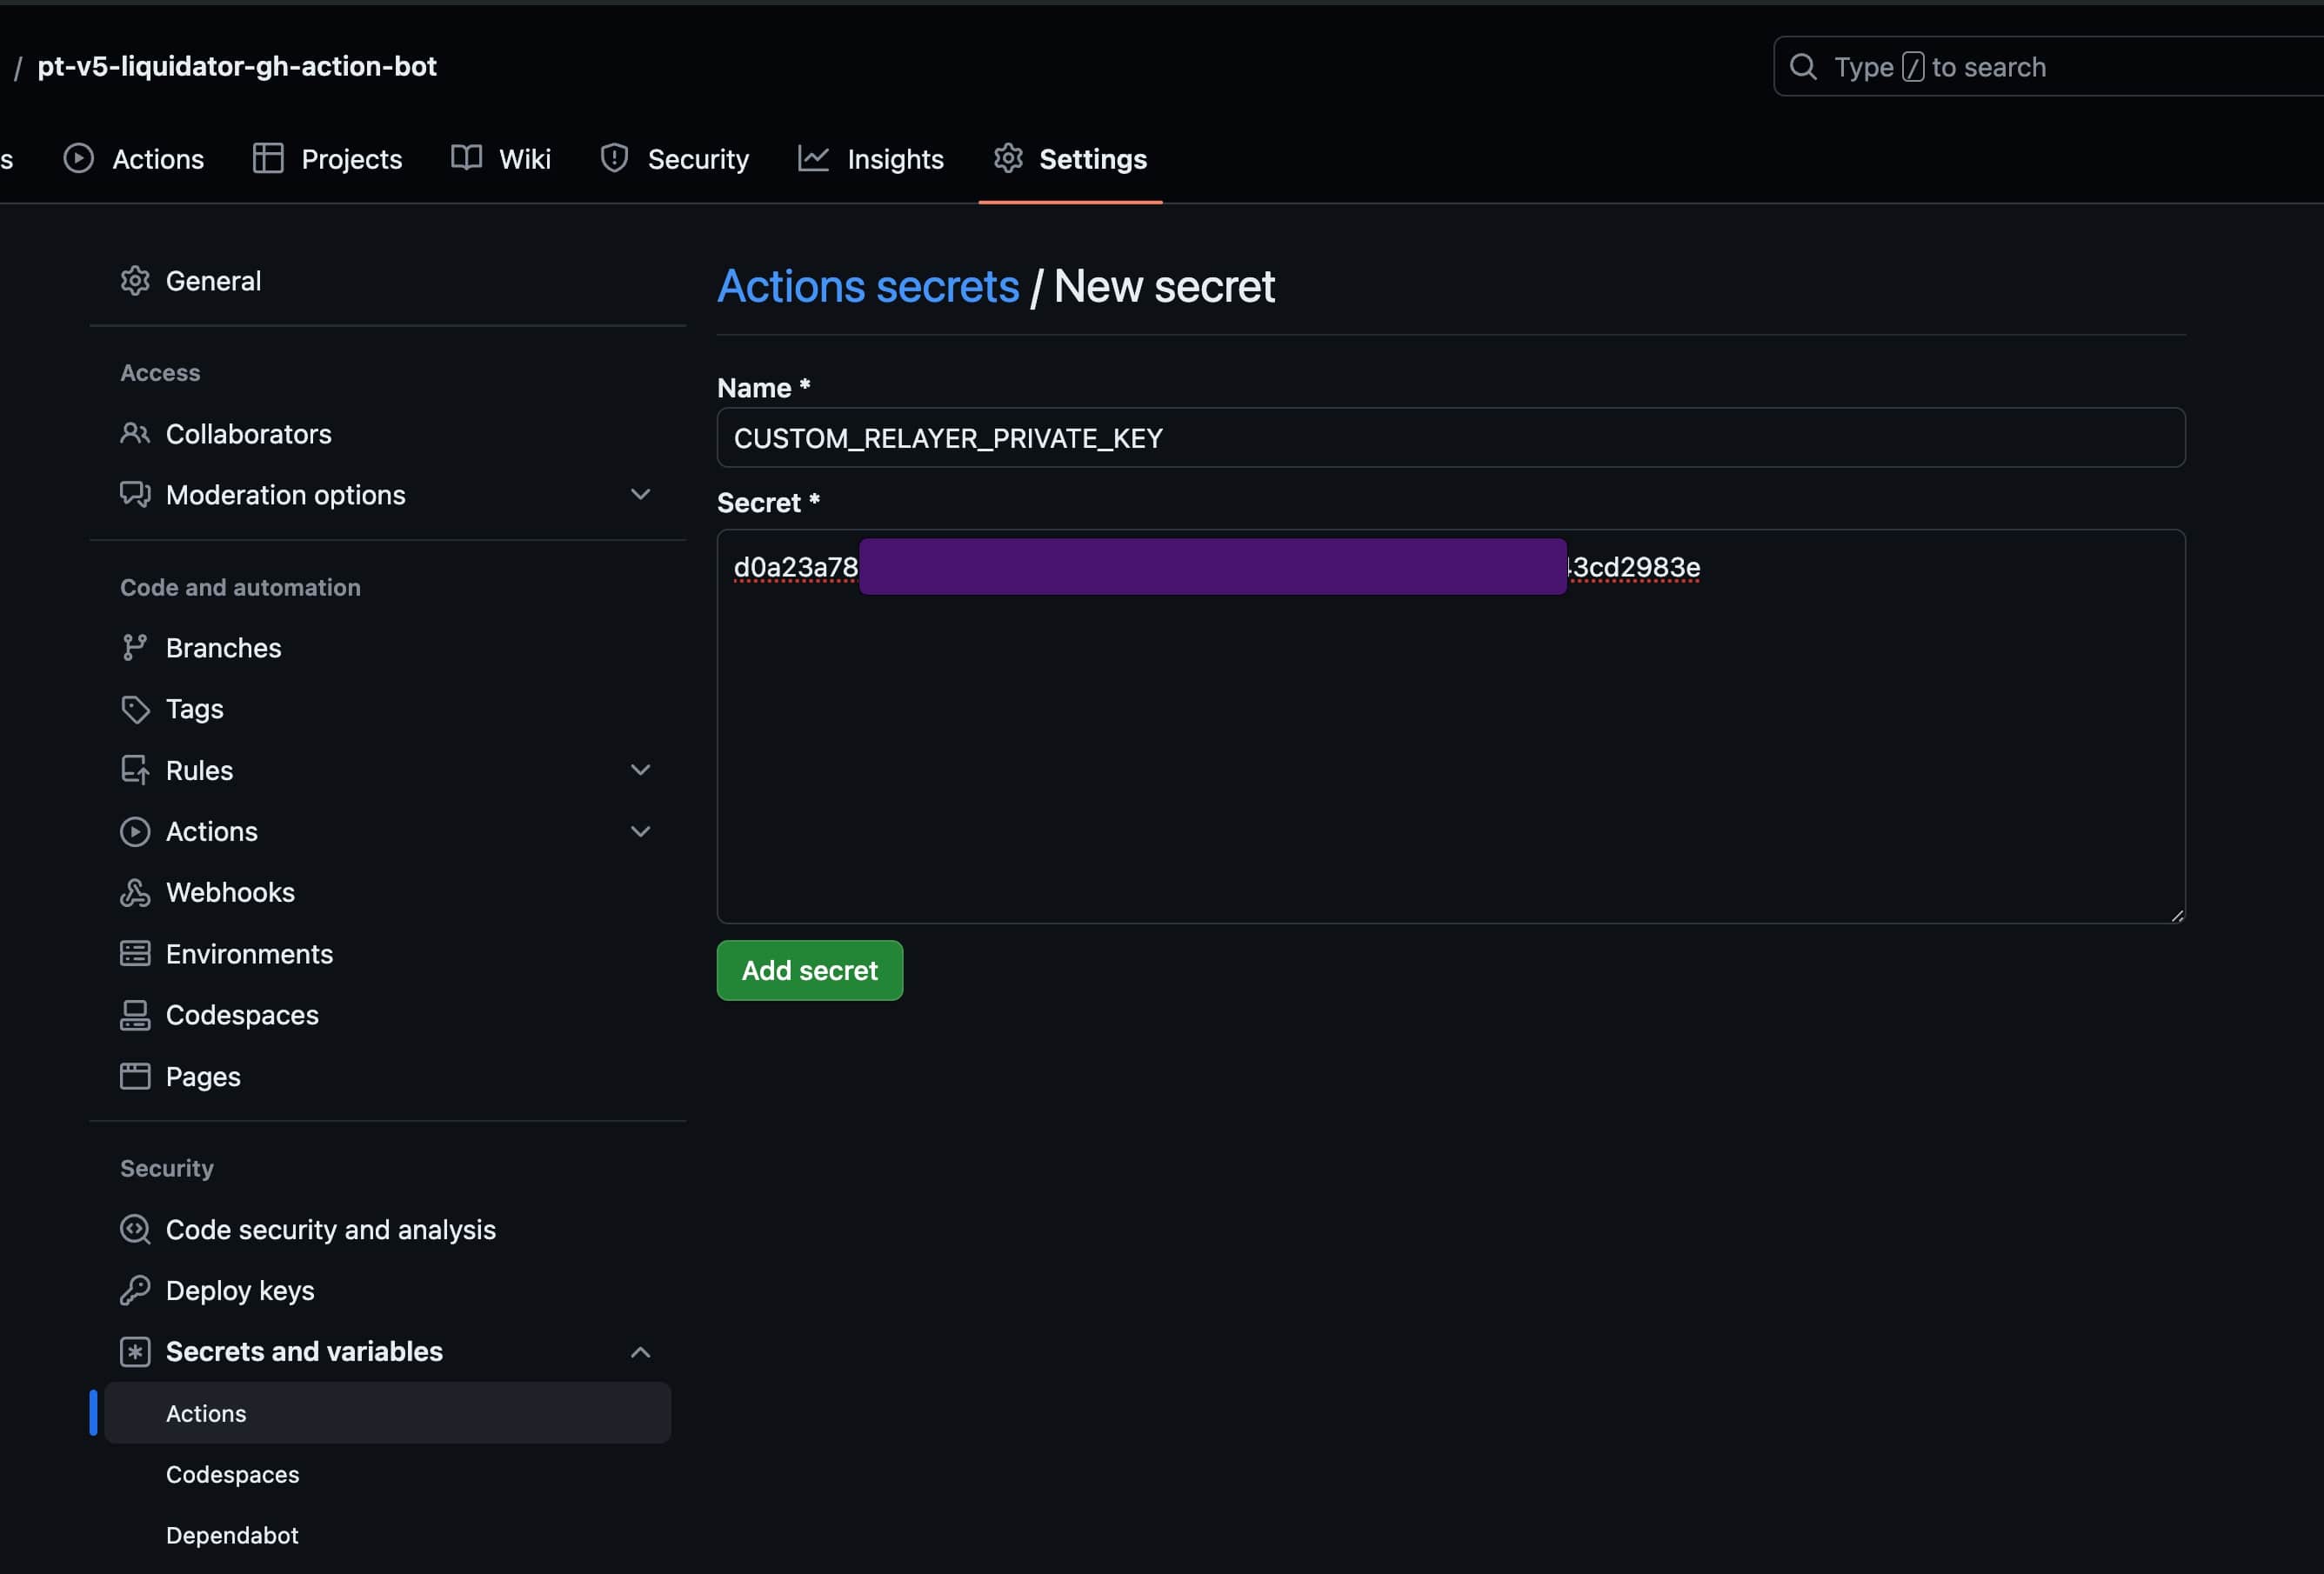 / pt-v5-liquidator-gh-action-bot
Type / to search
s Actions Projects Wiki Security Insights Settings
General
Access
Collaborators
Moderation options
Code and automation
Branches
Tags
Rules
Actions
Webhooks
Environments
Codespaces
Pages
Security
Code security and analysis
Deploy keys
Secrets and variables
Actions
Codespaces
Dependabot
Actions secrets / New secret
Name *
CUSTOM_RELAYER_PRIVATE_KEY
Secret *
d0a23a78 3cd2983e
Add secret